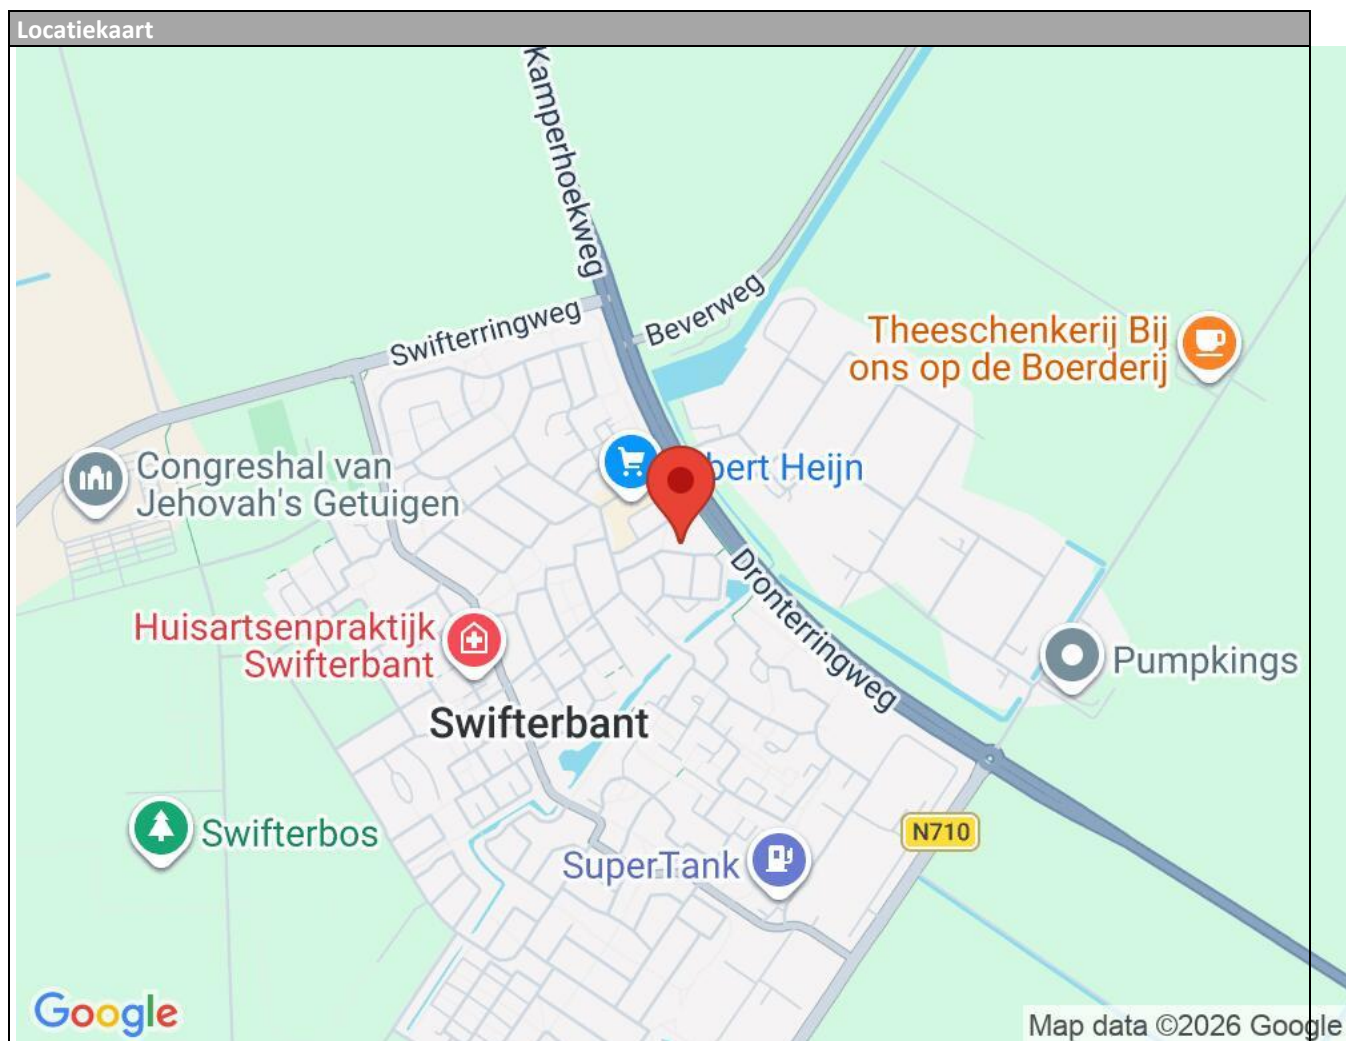 Locatiekaart
Kamperhoekweg
Swifterringweg
Beverweg
Theeschenkerij Bij
ons op de Boerderij
Congreshal van
Jehovah's Getuigen
Heijn
Dronterringweg
Huisartsenpraktijk
Swifterbant
Pumpkings
Swifterbant
Swifterbos
SuperTank
N710
Google
Map data ©2026 Google